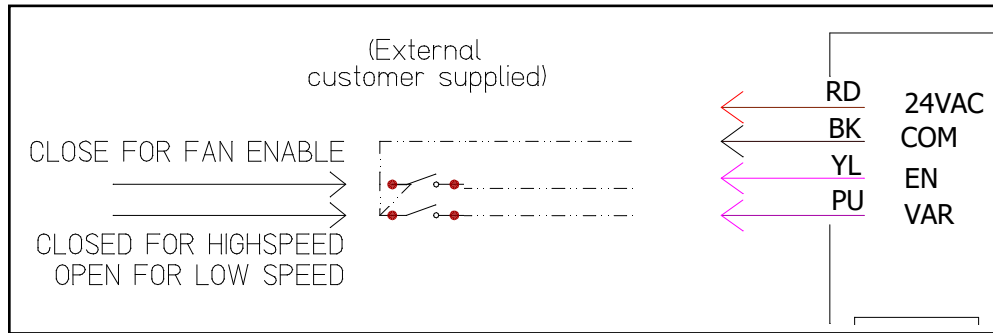 (External
customer supplied)
CLOSE FOR FAN ENABLE
CLOSED FOR HIGHSPEED
OPEN FOR LOW SPEED
RD 24VAC
BK COM
YL EN
PU VAR